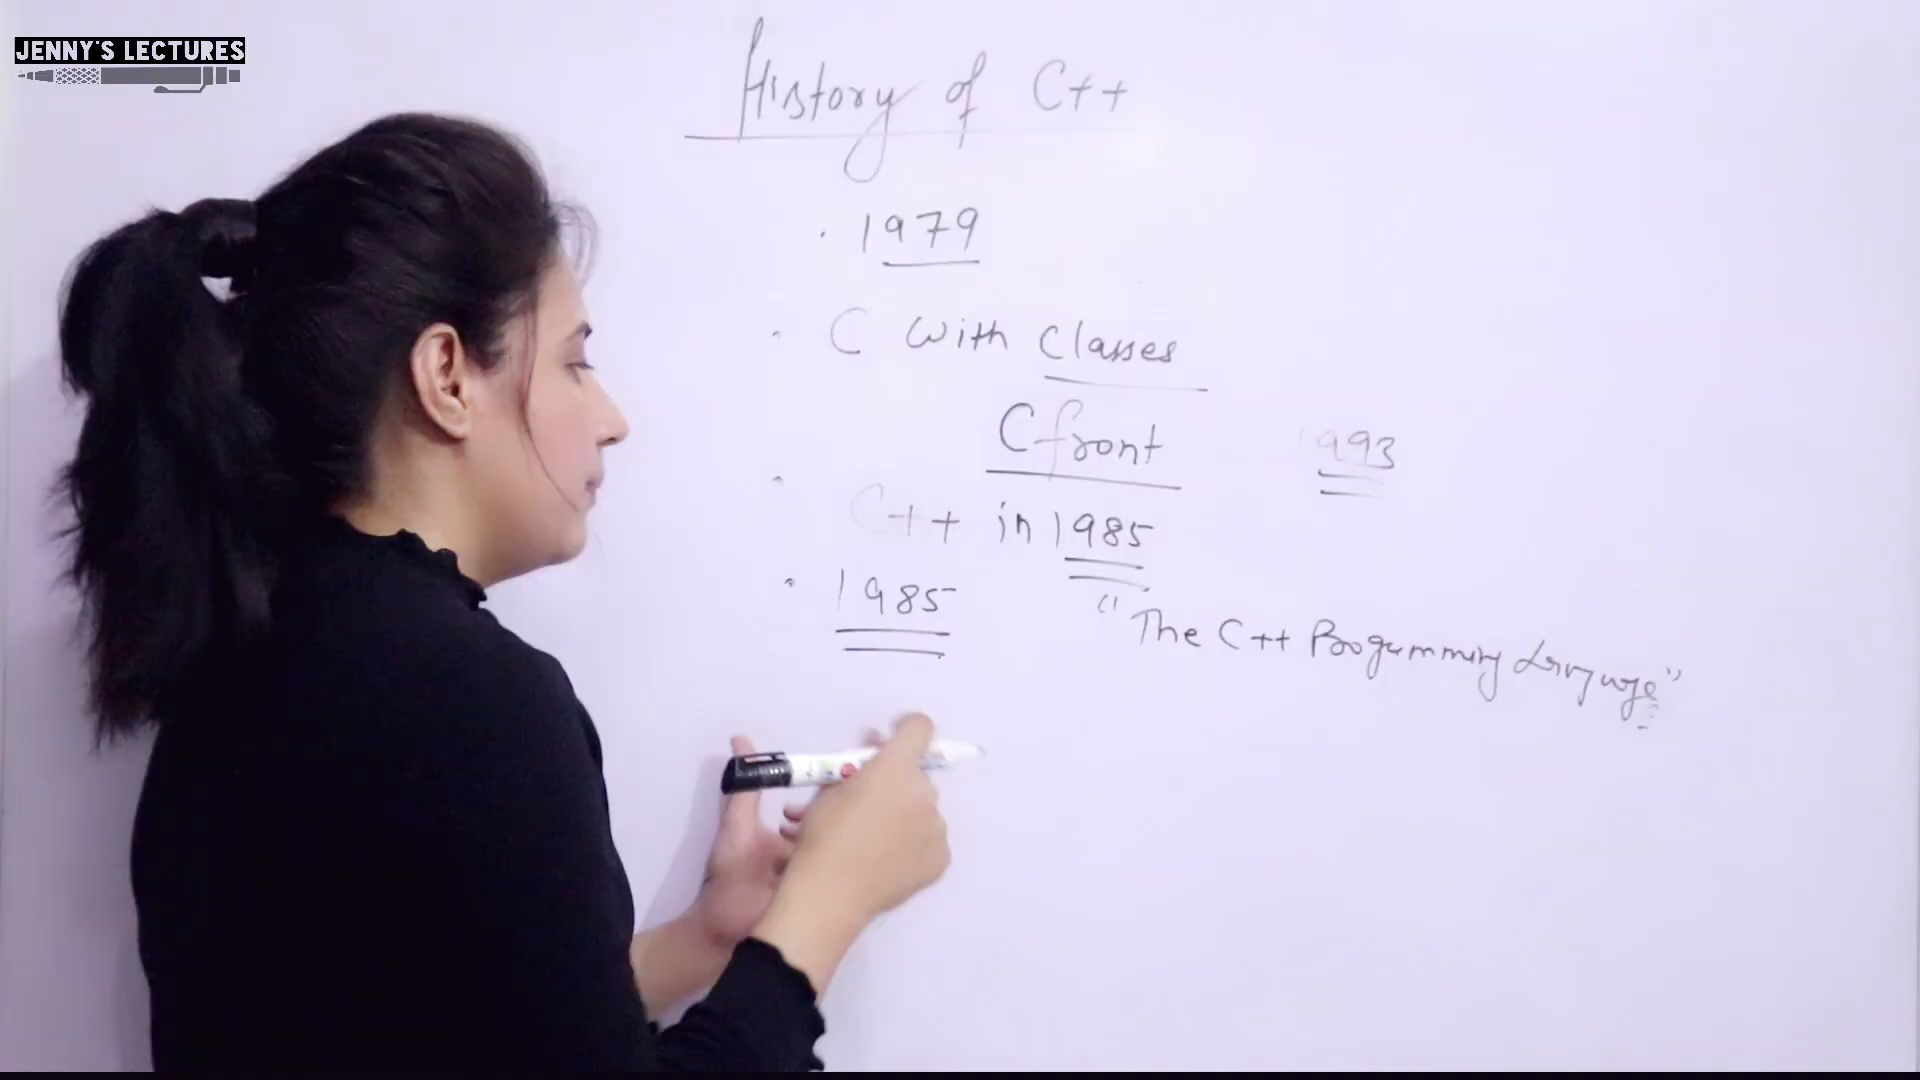 JENNY'S LECTURES
History of C++
. 1979
. C with classes
Cfront 1993
. C++ in 1985
. 1985
"The C++ Programming Language"